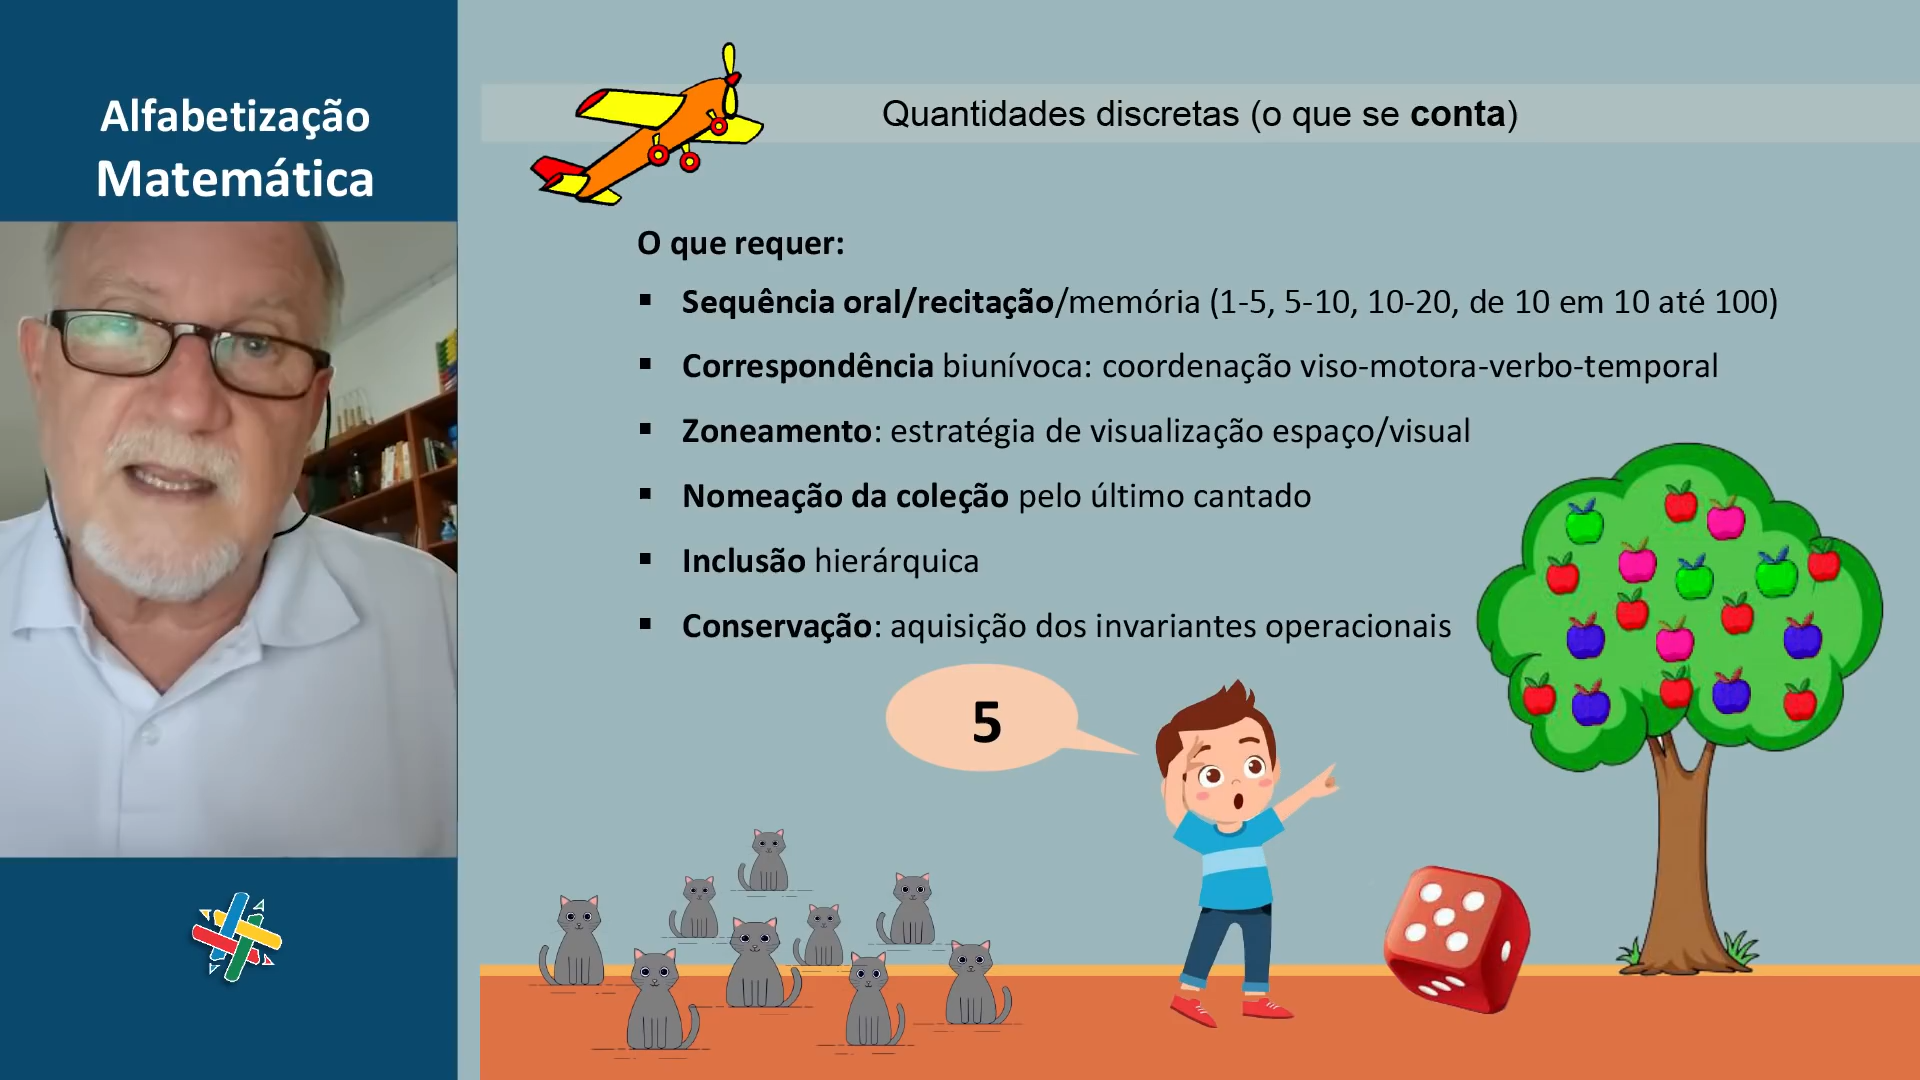 Alfabetização
Matemática
Quantidades discretas (o que se conta)
O que requer:
▪ Sequência oral/recitação/memória (1-5, 5-10, 10-20, de 10 em 10 até 100)
▪ Correspondência biunívoca: coordenação viso-motora-verbo-temporal
▪ Zoneamento: estratégia de visualização espaço/visual
▪ Nomeação da coleção pelo último cantado
▪ Inclusão hierárquica
▪ Conservação: aquisição dos invariantes operacionais
5